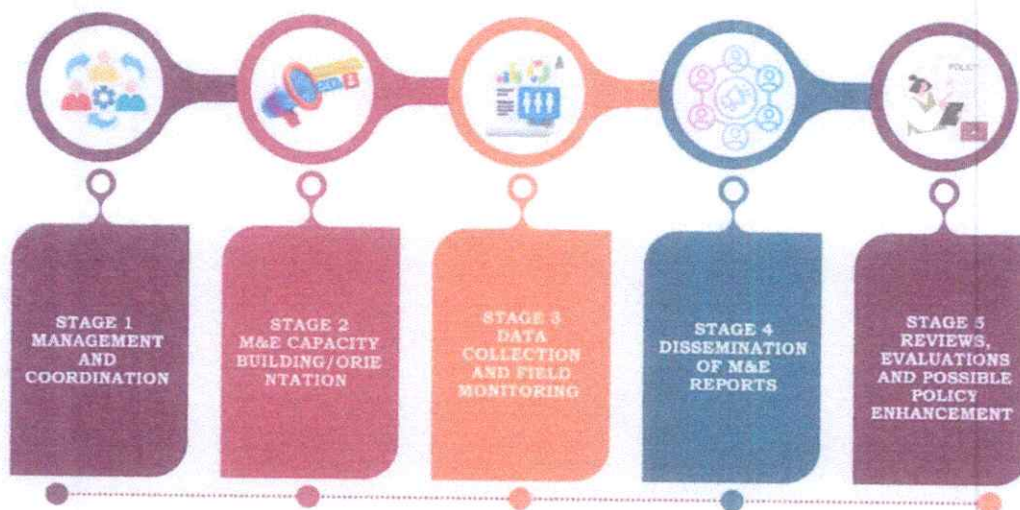 POLICY
STAGE 1
MANAGEMENT
AND
COORDINATION
STAGE 2
M&E CAPACITY
BUILDING/ORIE
NTATION
STAGE 3
DATA
COLLECTION
AND FIELD
MONITORING
STAGE 4
DISSEMINATION
OF M&E
REPORTS
STAGE 5
REVIEWS,
EVALUATIONS
AND POSSIBLE
POLICY
ENHANCEMENT